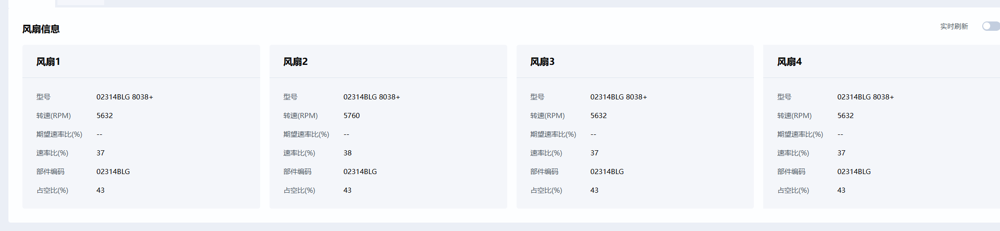 风扇信息
实时刷新
风扇1
型号 02314BLG 8038+
转速(RPM) 5632
期望速率比(%) --
速率比(%) 37
部件编码 02314BLG
占空比(%) 43
风扇2
型号 02314BLG 8038+
转速(RPM) 5760
期望速率比(%) --
速率比(%) 38
部件编码 02314BLG
占空比(%) 43
风扇3
型号 02314BLG 8038+
转速(RPM) 5632
期望速率比(%) --
速率比(%) 37
部件编码 02314BLG
占空比(%) 43
风扇4
型号 02314BLG 8038+
转速(RPM) 5632
期望速率比(%) --
速率比(%) 37
部件编码 02314BLG
占空比(%) 43